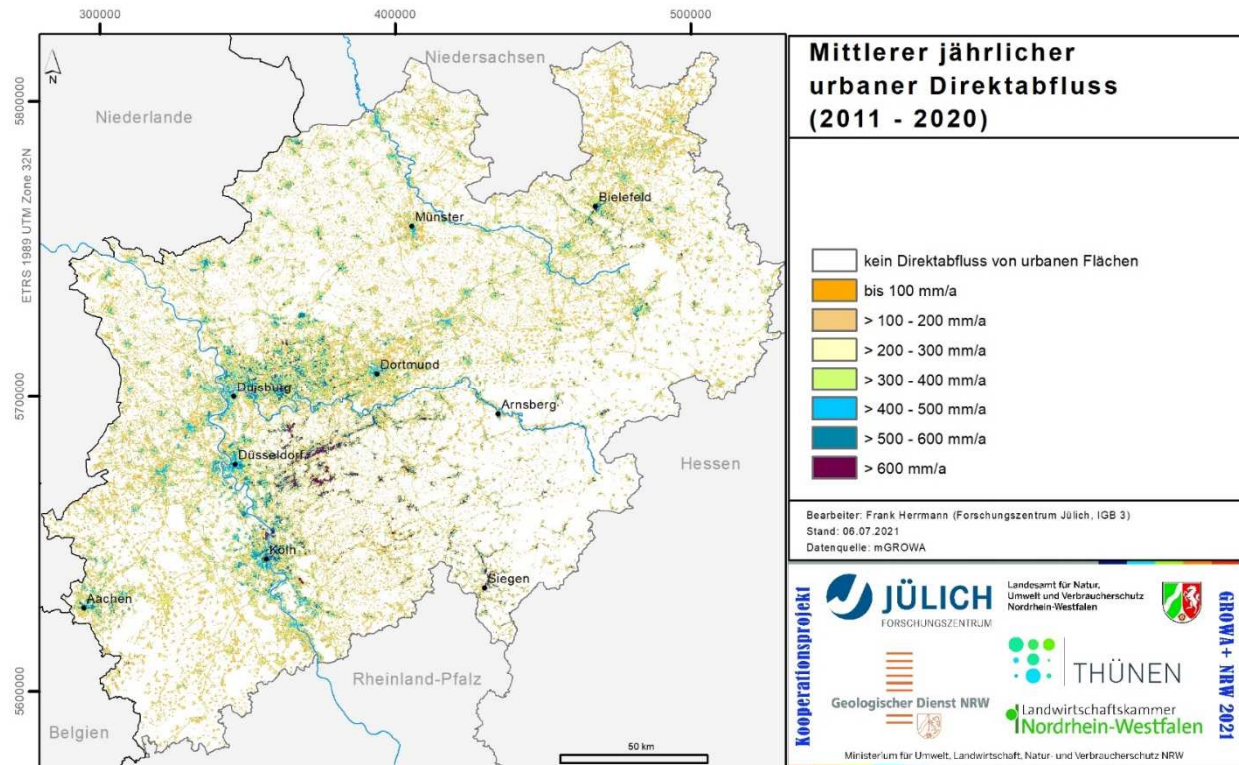 300000
400000
500000
5800000
5700000
5600000
ETRS 1989 UTM Zone 32N
N
Niedersachsen
Niederlande
Bielefeld
Münster
Dortmund
Duisburg
Arnsberg
Düsseldorf
Hessen
Köln
Siegen
Aachen
Rheinland-Pfalz
Belgien
50 km
Mittlerer jährlicher
urbaner Direktabfluss
(2011 - 2020)
kein Direktabfluss von urbanen Flächen
bis 100 mm/a
> 100 - 200 mm/a
> 200 - 300 mm/a
> 300 - 400 mm/a
> 400 - 500 mm/a
> 500 - 600 mm/a
> 600 mm/a
Bearbeiter: Frank Herrmann (Forschungszentrum Jülich, IGB 3)
Stand: 06.07.2021
Datenquelle: mGROWA
Kooperationsprojekt
JÜLICH
FORSCHUNGSZENTRUM
Landesamt für Natur,
Umwelt und Verbraucherschutz
Nordrhein-Westfalen
Geologischer Dienst NRW
THÜNEN
Landwirtschaftskammer
Nordrhein-Westfalen
GROWA+ NRW 2021
Ministerium für Umwelt, Landwirtschaft, Natur- und Verbraucherschutz NRW